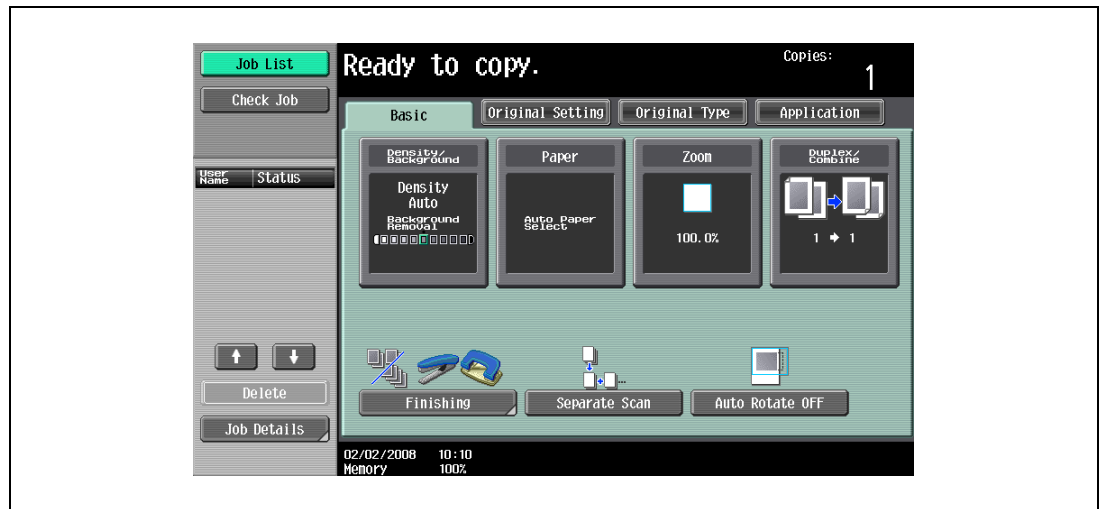 Job List
Check Job
User Name
Status
Delete
Job Details
Ready to copy.
Copies:
1
Basic
Original Setting
Original Type
Application
Density/
Background
Density
Auto
Background
Removal
Paper
Auto Paper
Select
Zoom
100.0%
Duplex/
Combine
1 → 1
Finishing
Separate Scan
Auto Rotate OFF
02/02/2008 10:10
Memory 100%